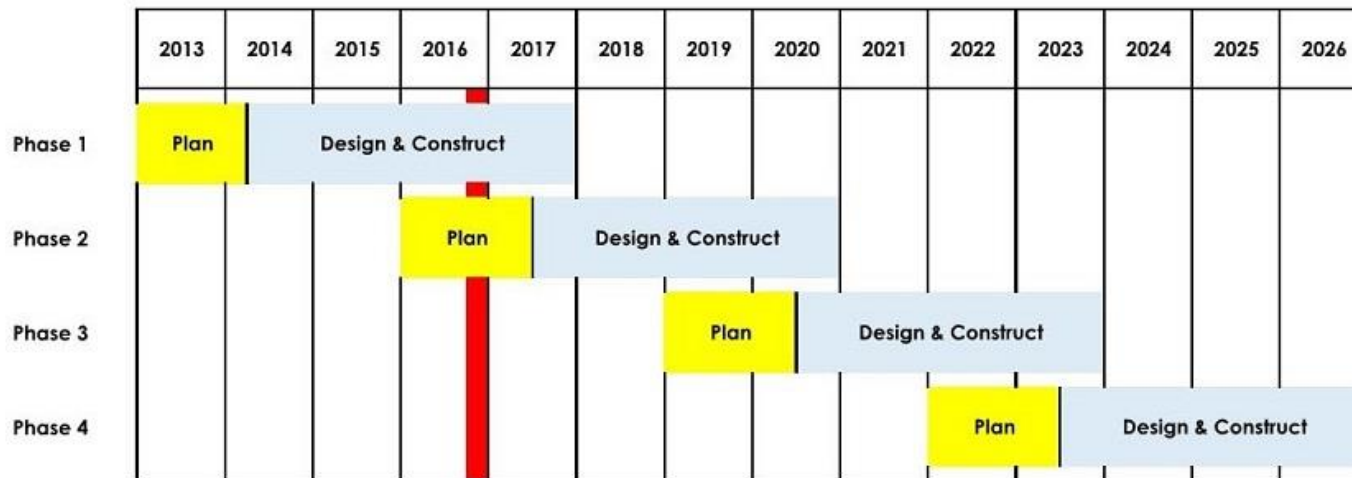 2013 2014 2015 2016 2017 2018 2019 2020 2021 2022 2023 2024 2025 2026
Phase 1 Plan Design & Construct
Phase 2 Plan Design & Construct
Phase 3 Plan Design & Construct
Phase 4 Plan Design & Construct